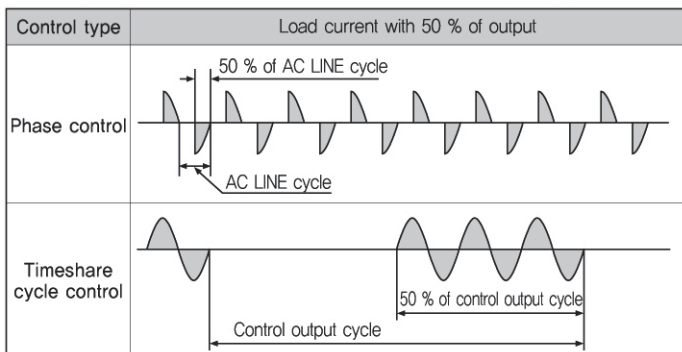 Control type
Load current with 50 % of output
Phase control
50 % of AC LINE cycle
AC LINE cycle
Timeshare
cycle control
50 % of control output cycle
Control output cycle